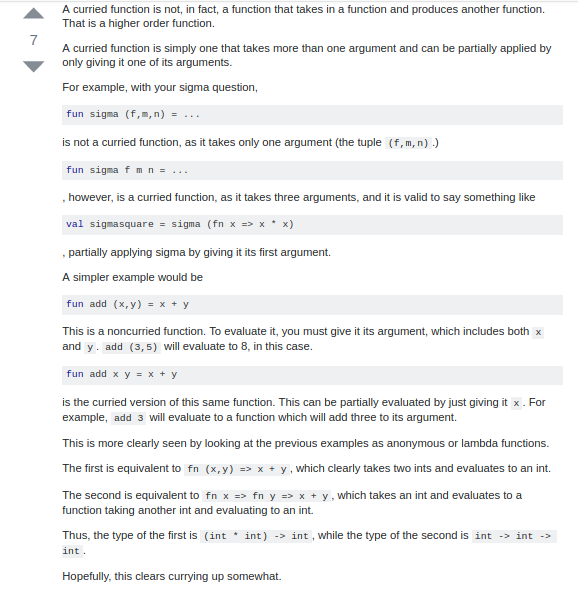 A curried function is not, in fact, a function that takes in a function and produces another function.
That is a higher order function.
7
A curried function is simply one that takes more than one argument and can be partially applied by
only giving it one of its arguments.
For example, with your sigma question,
fun sigma (f,m,n) = ...
is not a curried function, as it takes only one argument (the tuple (f,m,n).)
fun sigma f m n = ...
, however, is a curried function, as it takes three arguments, and it is valid to say something like
val sigmasquare = sigma (fn x => x * x)
, partially applying sigma by giving it its first argument.
A simpler example would be
fun add (x,y) = x + y
This is a noncurried function. To evaluate it, you must give it its argument, which includes both x
and y. add (3,5) will evaluate to 8, in this case.
fun add x y = x + y
is the curried version of this same function. This can be partially evaluated by just giving it x. For
example, add 3 will evaluate to a function which will add three to its argument.
This is more clearly seen by looking at the previous examples as anonymous or lambda functions.
The first is equivalent to fn (x,y) => x + y, which clearly takes two ints and evaluates to an int.
The second is equivalent to fn x => fn y => x + y, which takes an int and evaluates to a
function taking another int and evaluating to an int.
Thus, the type of the first is (int * int) -> int, while the type of the second is int -> int ->
int.
Hopefully, this clears currying up somewhat.